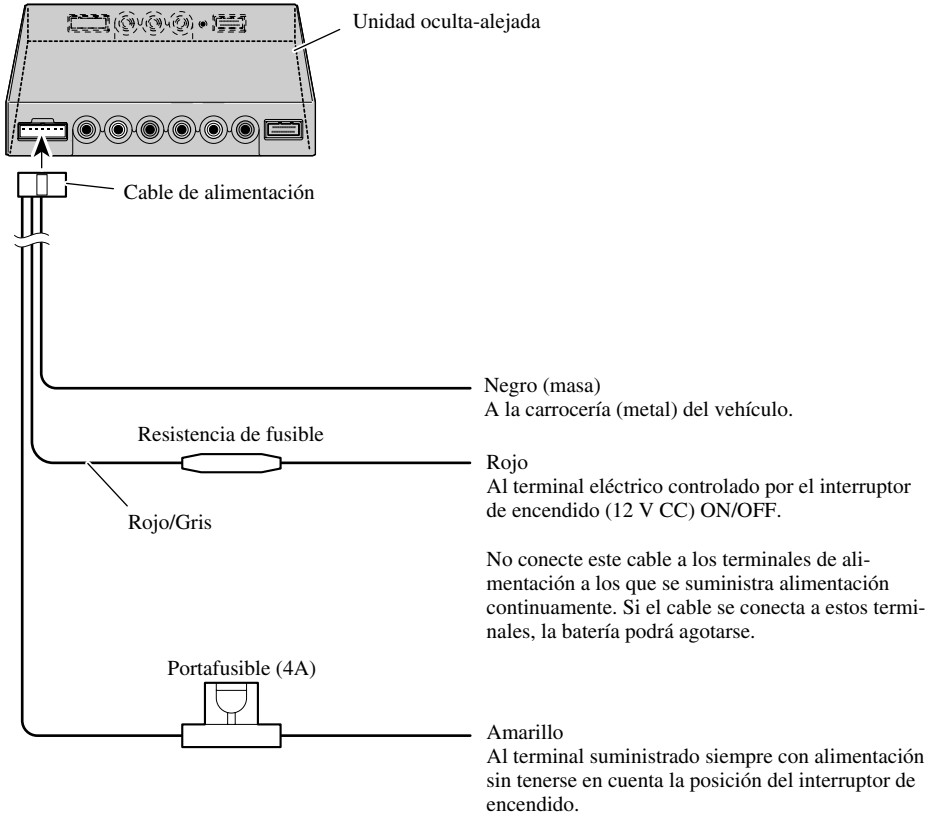 Unidad oculta-alejada
Cable de alimentación
Negro (masa)
A la carrocería (metal) del vehículo.
Resistencia de fusible
Rojo
Al terminal eléctrico controlado por el interruptor
de encendido (12 V CC) ON/OFF.
Rojo/Gris
No conecte este cable a los terminales de ali-
mentación a los que se suministra alimentación
continuamente. Si el cable se conecta a estos termi-
nales, la batería podrá agotarse.
Portafusible (4A)
Amarillo
Al terminal suministrado siempre con alimentación
sin tenerse en cuenta la posición del interruptor de
encendido.